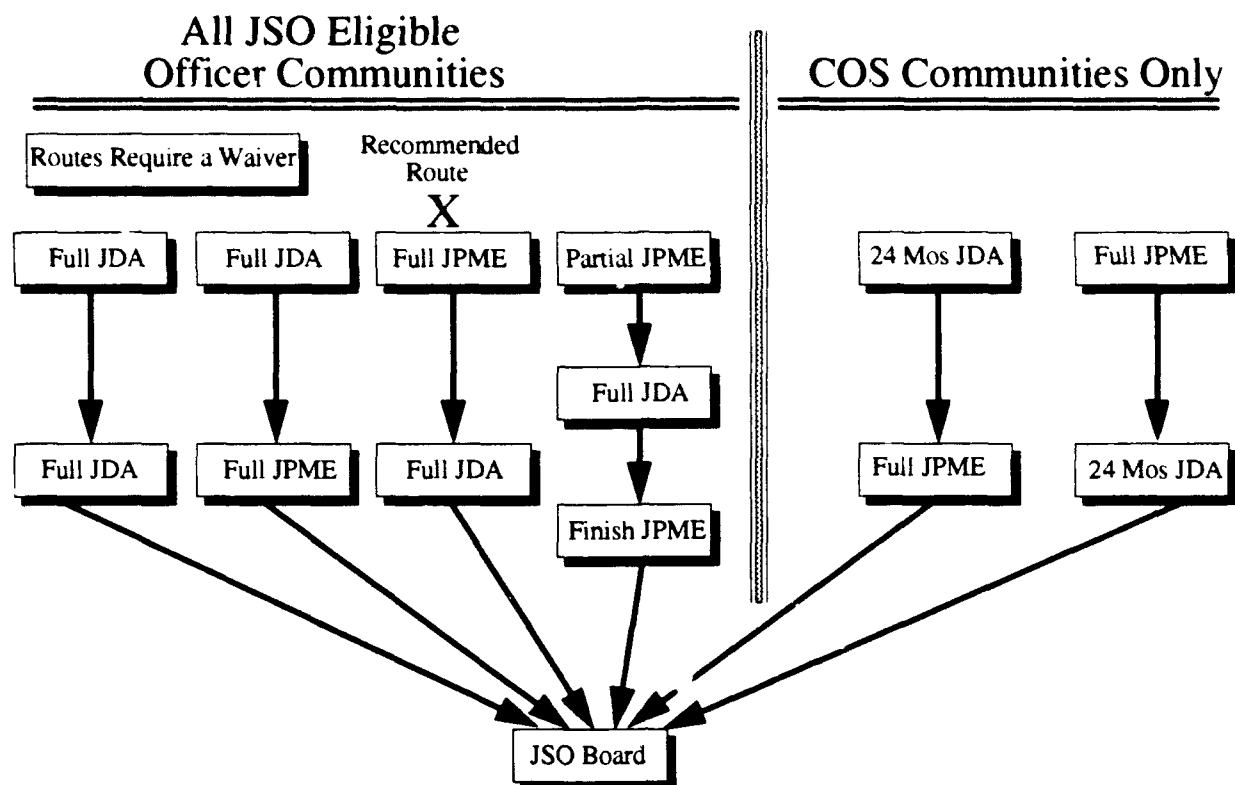 All JSO Eligible
Officer Communities
COS Communities Only
Routes Require a Waiver
Recommended
Route
X
Full JDA
Full JDA
Full JPME
Partial JPME
24 Mos JDA
Full JPME
Full JDA
Full JDA
Full JPME
Full JDA
Full JPME
24 Mos JDA
Finish JPME
JSO Board